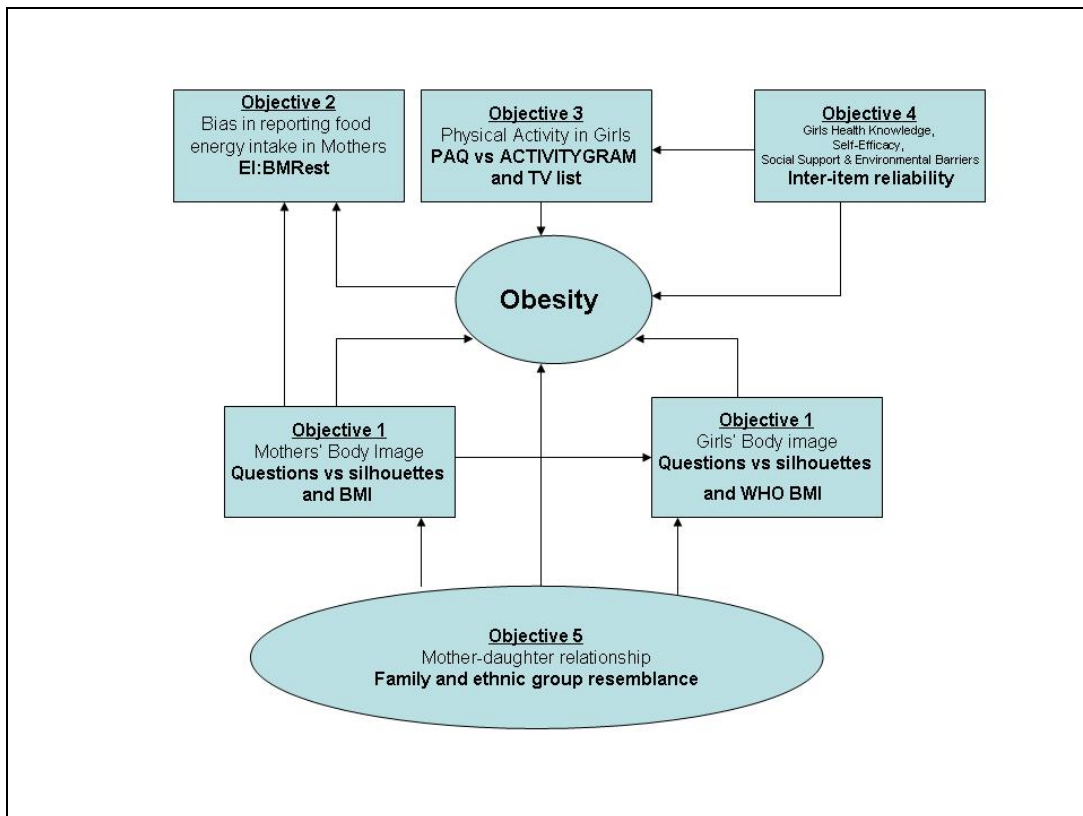 Objective 2
Bias in reporting food
energy intake in Mothers
EI:BMRest
Objective 3
Physical Activity in Girls
PAQ vs ACTIVITYGRAM
and TV list
Objective 4
Girls Health Knowledge,
Self-Efficacy,
Social Support & Environmental Barriers
Inter-item reliability
Obesity
Objective 1
Mothers' Body Image
Questions vs silhouettes
and BMI
Objective 1
Girls' Body image
Questions vs silhouettes
and WHO BMI
Objective 5
Mother-daughter relationship
Family and ethnic group resemblance